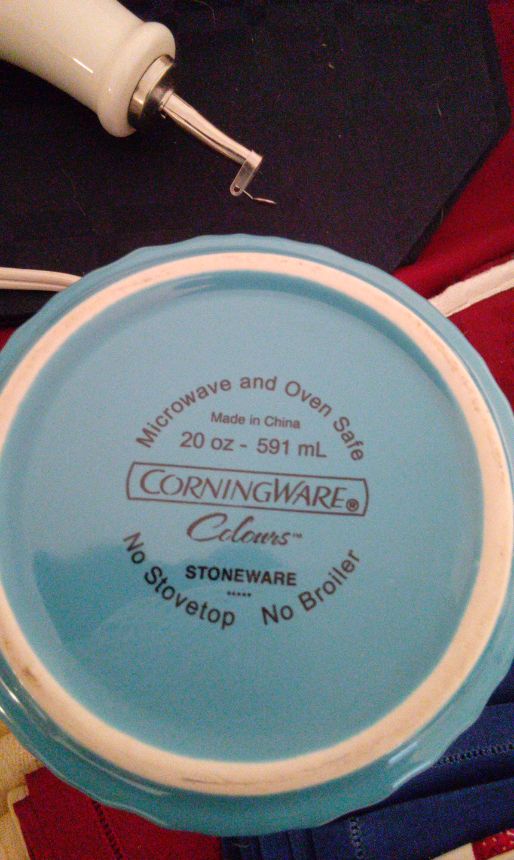 Microwave and Oven Safe
Made in China
20 oz - 591 mL
CORNINGWARE®
Colours™
STONEWARE
*****
No Stovetop No Broiler